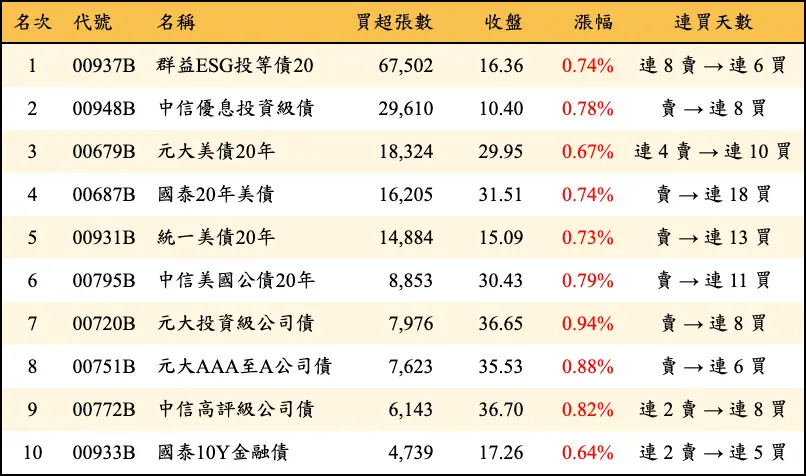 名次 代號 名稱 買超張數 收盤 漲幅 連買天數
1 00937B 群益ESG投等債20 67,502 16.36 0.74% 連 8 賣 → 連 6 買
2 00948B 中信優息投資級債 29,610 10.40 0.78% 賣 → 連 8 買
3 00679B 元大美債20年 18,324 29.95 0.67% 連 4 賣 → 連 10 買
4 00687B 國泰20年美債 16,205 31.51 0.74% 賣 → 連 18 買
5 00931B 統一美債20年 14,884 15.09 0.73% 賣 → 連 13 買
6 00795B 中信美國公債20年 8,853 30.43 0.79% 賣 → 連 11 買
7 00720B 元大投資級公司債 7,976 36.65 0.94% 賣 → 連 8 買
8 00751B 元大AAA至A公司債 7,623 35.53 0.88% 賣 → 連 6 買
9 00772B 中信高評級公司債 6,143 36.70 0.82% 連 2 賣 → 連 8 買
10 00933B 國泰10Y金融債 4,739 17.26 0.64% 連 2 賣 → 連 5 買